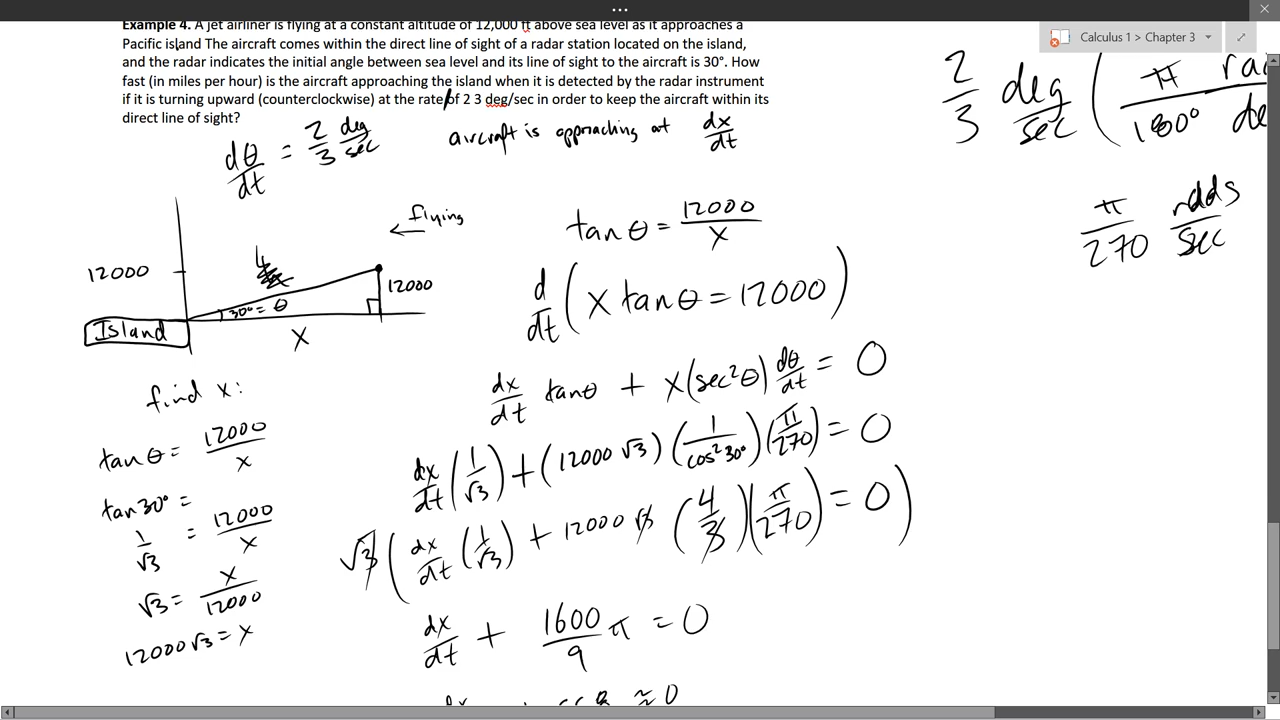 Calculus 1 > Chapter 3
Example 4. A jet airliner is flying at a constant altitude of 12,000 ft above sea level as it approaches a
Pacific island The aircraft comes within the direct line of sight of a radar station located on the island,
and the radar indicates the initial angle between sea level and its line of sight to the aircraft is 30°. How
fast (in miles per hour) is the aircraft approaching the island when it is detected by the radar instrument
if it is turning upward (counterclockwise) at the rate of 2 3 deg/sec in order to keep the aircraft within its
direct line of sight?
dθ/dt = 2/3 deg/sec
aircraft is approaching at dx/dt
2/3 deg/sec ( π rad / 180° de
π/270 radds/sec
← flying
12000
12000
30° = θ
Island
x
tan θ = 12000/x
d/dt ( x tan θ = 12000 )
dx/dt tan θ + x (sec² θ) dθ/dt = 0
dx/dt (1/√3) + (12000 √3) (1/cos² 30°) (π/270) = 0
√3 ( dx/dt (1/√3) + 12000 √3 (4/3) (π/270) = 0 )
dx/dt + 1600/9 π = 0
find x:
tan θ = 12000/x
tan 30° =
1/√3 = 12000/x
√3 = x/12000
12000 √3 = x